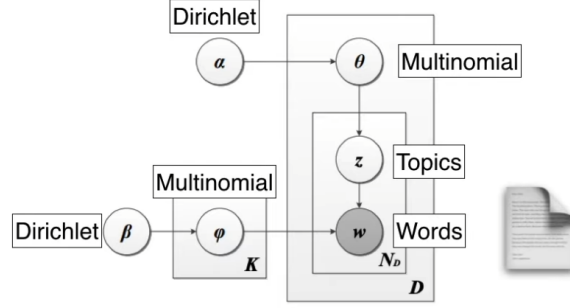 Dirichlet
α
θ
Multinomial
z
Topics
Multinomial
Dirichlet
β
φ
w
Words
K
N_D
D